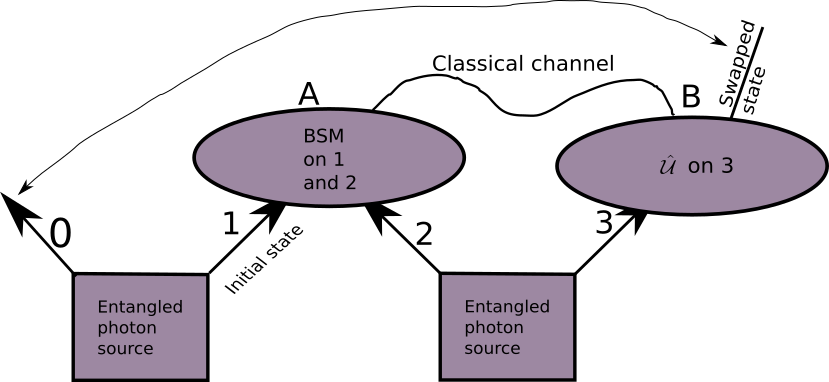 Classical channel
Swapped
state
A
B
BSM
on 1
and 2
û on 3
0
1
2
3
Initial state
Entangled
photon
source
Entangled
photon
source